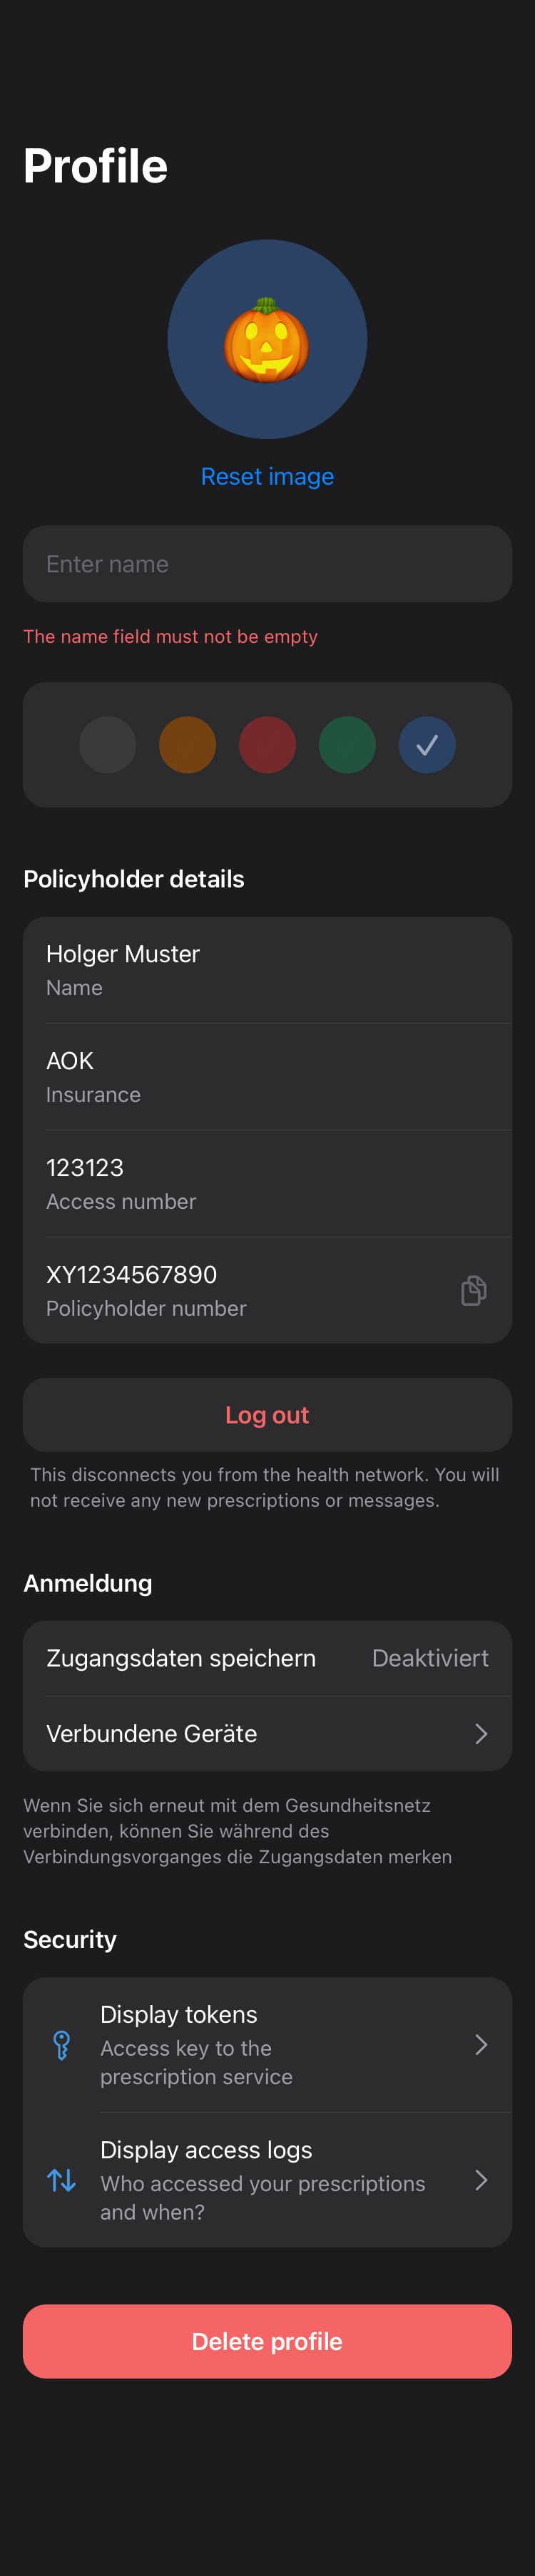 Profile
Reset image
Enter name
The name field must not be empty
Policyholder details
Holger Muster
Name
AOK
Insurance
123123
Access number
XY1234567890
Policyholder number
Log out
This disconnects you from the health network. You will
not receive any new prescriptions or messages.
Anmeldung
Zugangsdaten speichern Deaktiviert
Verbundene Geräte
Wenn Sie sich erneut mit dem Gesundheitsnetz
verbinden, können Sie während des
Verbindungsvorganges die Zugangsdaten merken
Security
Display tokens
Access key to the
prescription service
Display access logs
Who accessed your prescriptions
and when?
Delete profile